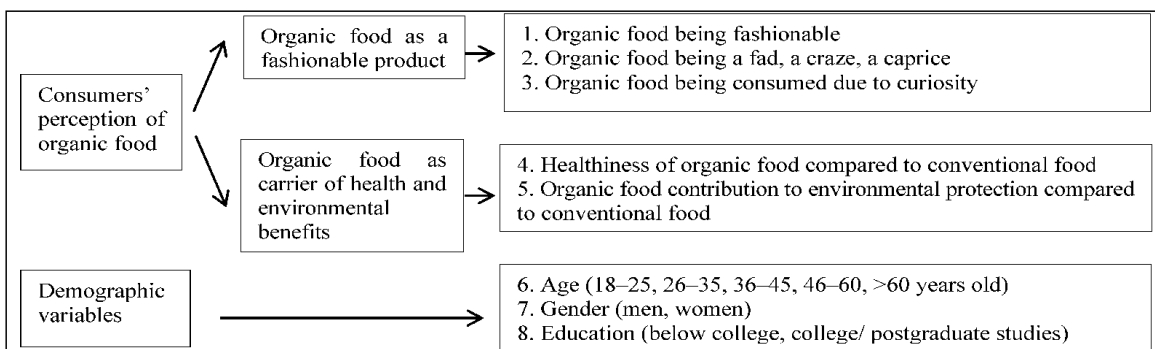 Consumers'
perception of
organic food
Organic food as a
fashionable product
1. Organic food being fashionable
2. Organic food being a fad, a craze, a caprice
3. Organic food being consumed due to curiosity
Organic food as
carrier of health and
environmental
benefits
4. Healthiness of organic food compared to conventional food
5. Organic food contribution to environmental protection compared
to conventional food
Demographic
variables
6. Age (18–25, 26–35, 36–45, 46–60, >60 years old)
7. Gender (men, women)
8. Education (below college, college/ postgraduate studies)